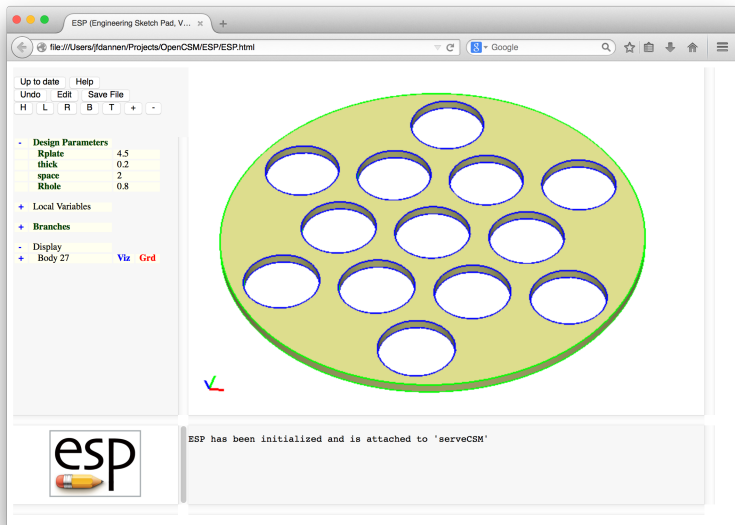 ESP (Engineering Sketch Pad, V... ×
file:///Users/jfdannen/Projects/OpenCSM/ESP/ESP.html
Google
Up to date Help
Undo Edit Save File
H L R B T + -
- Design Parameters
Rplate 4.5
thick 0.2
space 2
Rhole 0.8
+ Local Variables
+ Branches
- Display
+ Body 27 Viz Grd
esp
ESP has been initialized and is attached to 'serveCSM'